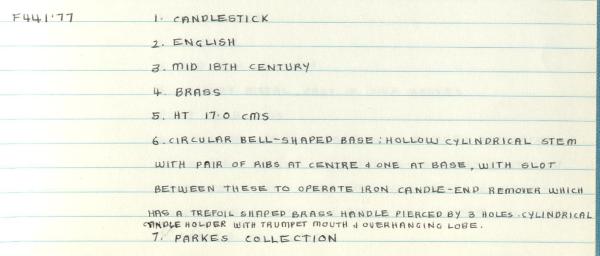 F441'77 1. CANDLESTICK
2. ENGLISH
3. MID 18TH CENTURY
4. BRASS
5. HT 17.0 CMS
6. CIRCULAR BELL-SHAPED BASE; HOLLOW CYLINDRICAL STEM
WITH PAIR OF RIBS AT CENTRE & ONE AT BASE, WITH SLOT
BETWEEN THESE TO OPERATE IRON CANDLE-END REMOVER WHICH
HAS A TREFOIL SHAPED BRASS HANDLE PIERCED BY 3 HOLES. CYLINDRICAL
CANDLE HOLDER WITH TRUMPET MOUTH & OVERHANGING LOBE.
7. PARKES COLLECTION